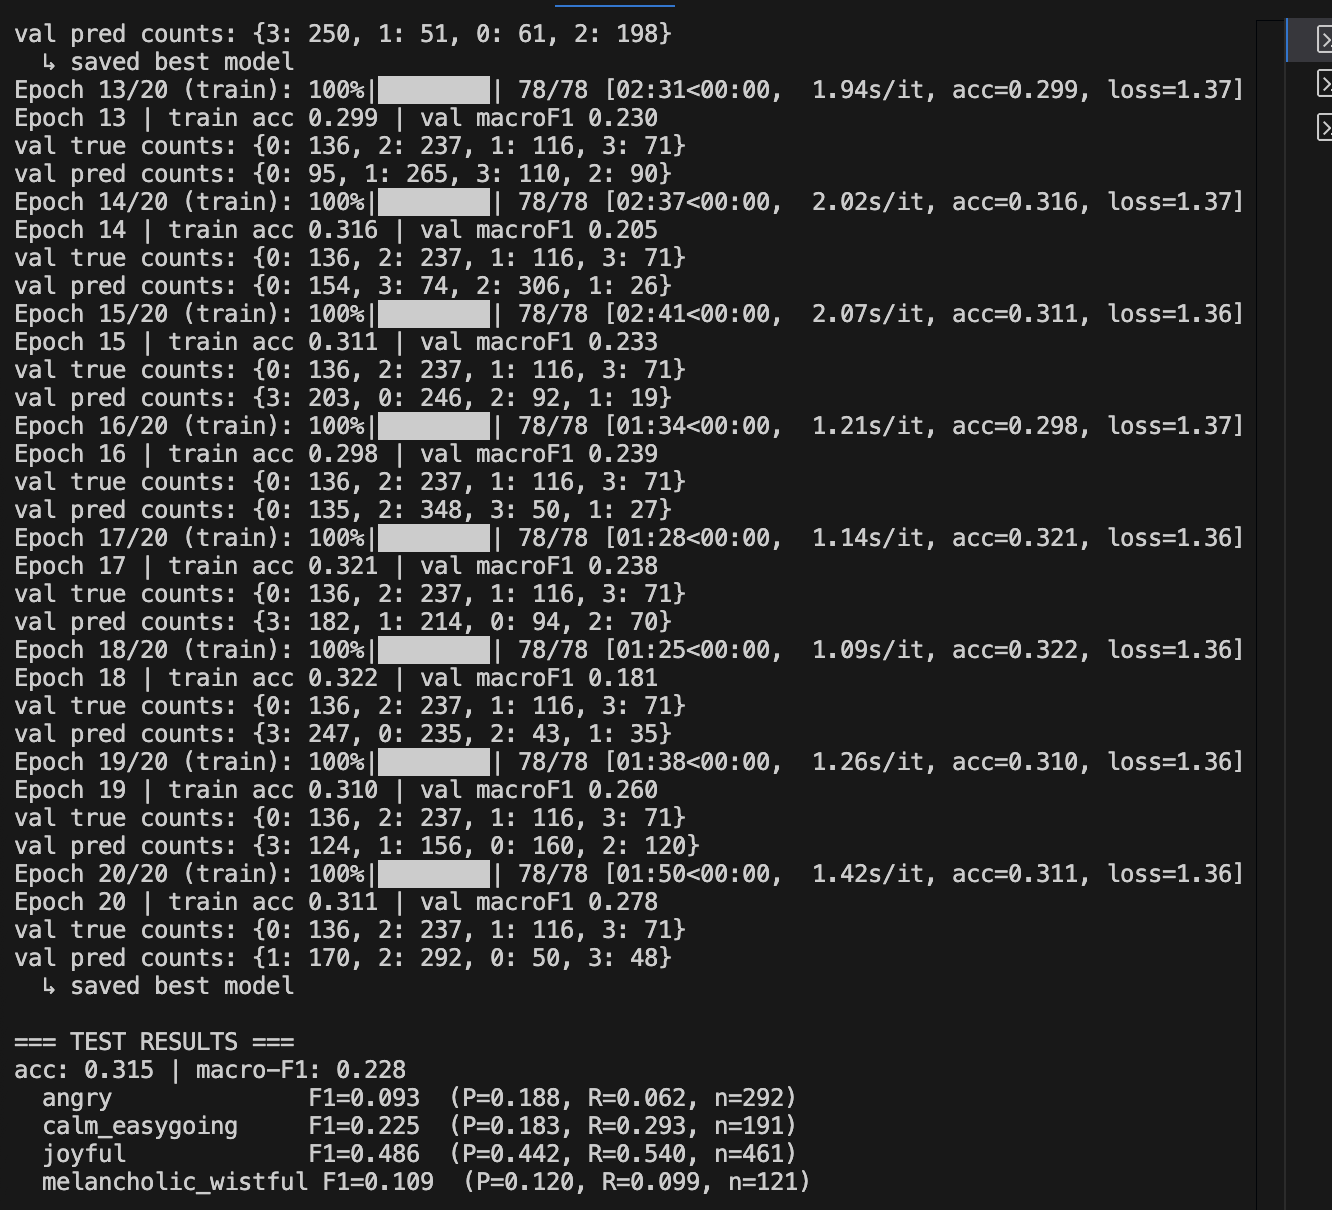 val pred counts: {3: 250, 1: 51, 0: 61, 2: 198}
  ↳ saved best model
Epoch 13/20 (train): 100%|████████| 78/78 [02:31<00:00,  1.94s/it, acc=0.299, loss=1.37]
Epoch 13 | train acc 0.299 | val macroF1 0.230
val true counts: {0: 136, 2: 237, 1: 116, 3: 71}
val pred counts: {0: 95, 1: 265, 3: 110, 2: 90}
Epoch 14/20 (train): 100%|████████| 78/78 [02:37<00:00,  2.02s/it, acc=0.316, loss=1.37]
Epoch 14 | train acc 0.316 | val macroF1 0.205
val true counts: {0: 136, 2: 237, 1: 116, 3: 71}
val pred counts: {0: 154, 3: 74, 2: 306, 1: 26}
Epoch 15/20 (train): 100%|████████| 78/78 [02:41<00:00,  2.07s/it, acc=0.311, loss=1.36]
Epoch 15 | train acc 0.311 | val macroF1 0.233
val true counts: {0: 136, 2: 237, 1: 116, 3: 71}
val pred counts: {3: 203, 0: 246, 2: 92, 1: 19}
Epoch 16/20 (train): 100%|████████| 78/78 [01:34<00:00,  1.21s/it, acc=0.298, loss=1.37]
Epoch 16 | train acc 0.298 | val macroF1 0.239
val true counts: {0: 136, 2: 237, 1: 116, 3: 71}
val pred counts: {0: 135, 2: 348, 3: 50, 1: 27}
Epoch 17/20 (train): 100%|████████| 78/78 [01:28<00:00,  1.14s/it, acc=0.321, loss=1.36]
Epoch 17 | train acc 0.321 | val macroF1 0.238
val true counts: {0: 136, 2: 237, 1: 116, 3: 71}
val pred counts: {3: 182, 1: 214, 0: 94, 2: 70}
Epoch 18/20 (train): 100%|████████| 78/78 [01:25<00:00,  1.09s/it, acc=0.322, loss=1.36]
Epoch 18 | train acc 0.322 | val macroF1 0.181
val true counts: {0: 136, 2: 237, 1: 116, 3: 71}
val pred counts: {3: 247, 0: 235, 2: 43, 1: 35}
Epoch 19/20 (train): 100%|████████| 78/78 [01:38<00:00,  1.26s/it, acc=0.310, loss=1.36]
Epoch 19 | train acc 0.310 | val macroF1 0.260
val true counts: {0: 136, 2: 237, 1: 116, 3: 71}
val pred counts: {3: 124, 1: 156, 0: 160, 2: 120}
Epoch 20/20 (train): 100%|████████| 78/78 [01:50<00:00,  1.42s/it, acc=0.311, loss=1.36]
Epoch 20 | train acc 0.311 | val macroF1 0.278
val true counts: {0: 136, 2: 237, 1: 116, 3: 71}
val pred counts: {1: 170, 2: 292, 0: 50, 3: 48}
  ↳ saved best model

=== TEST RESULTS ===
acc: 0.315 | macro-F1: 0.228
  angry              F1=0.093  (P=0.188, R=0.062, n=292)
  calm_easygoing     F1=0.225  (P=0.183, R=0.293, n=191)
  joyful             F1=0.486  (P=0.442, R=0.540, n=461)
  melancholic_wistful F1=0.109  (P=0.120, R=0.099, n=121)